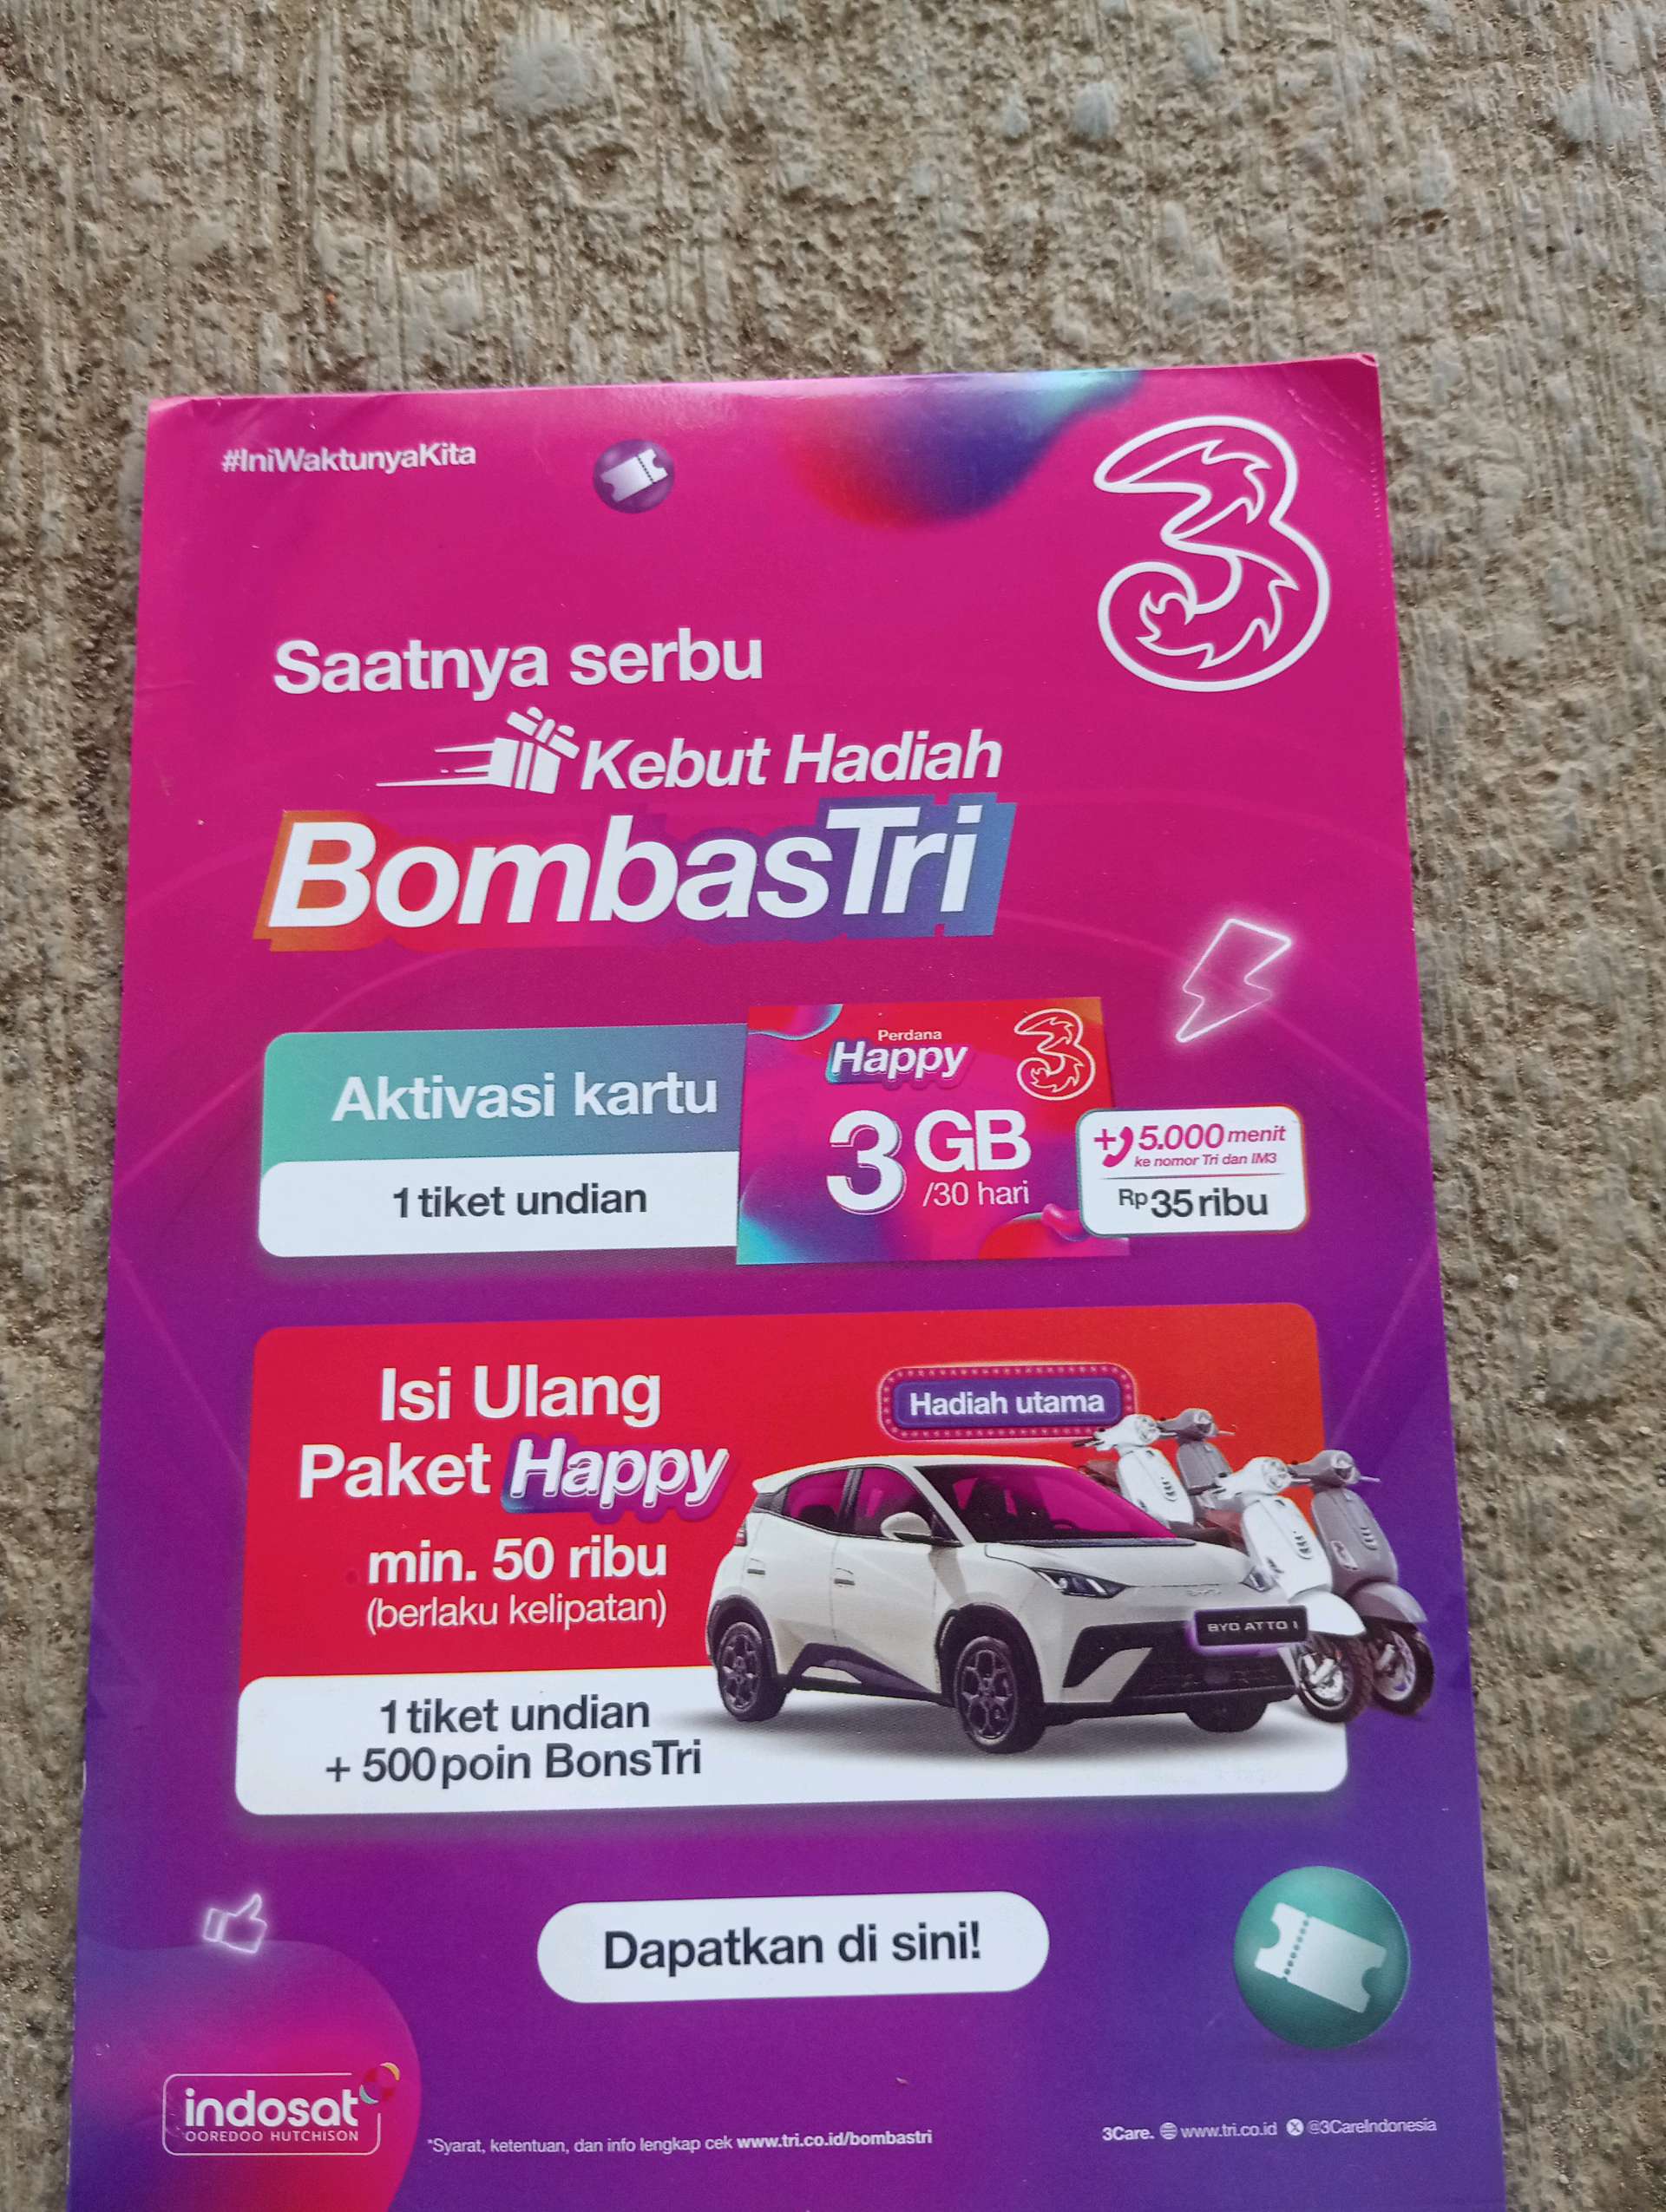 #IniWaktunyaKita
3
Saatnya serbu
Kebut Hadiah
BombasTri
Aktivasi kartu
1 tiket undian
Perdana
Happy
3
3 GB
/30 hari
+ 5.000 menit
ke nomor Tri dan IM3
Rp35 ribu
Isi Ulang
Paket Happy
min. 50 ribu
(berlaku kelipatan)
1 tiket undian
+ 500 poin BonsTri
Hadiah utama
BYD ATTO 1
Dapatkan di sini!
indosat
OOREDOO HUTCHISON
*Syarat, ketentuan, dan info lengkap cek www.tri.co.id/bombastri
3Care. www.tri.co.id X @3CareIndonesia